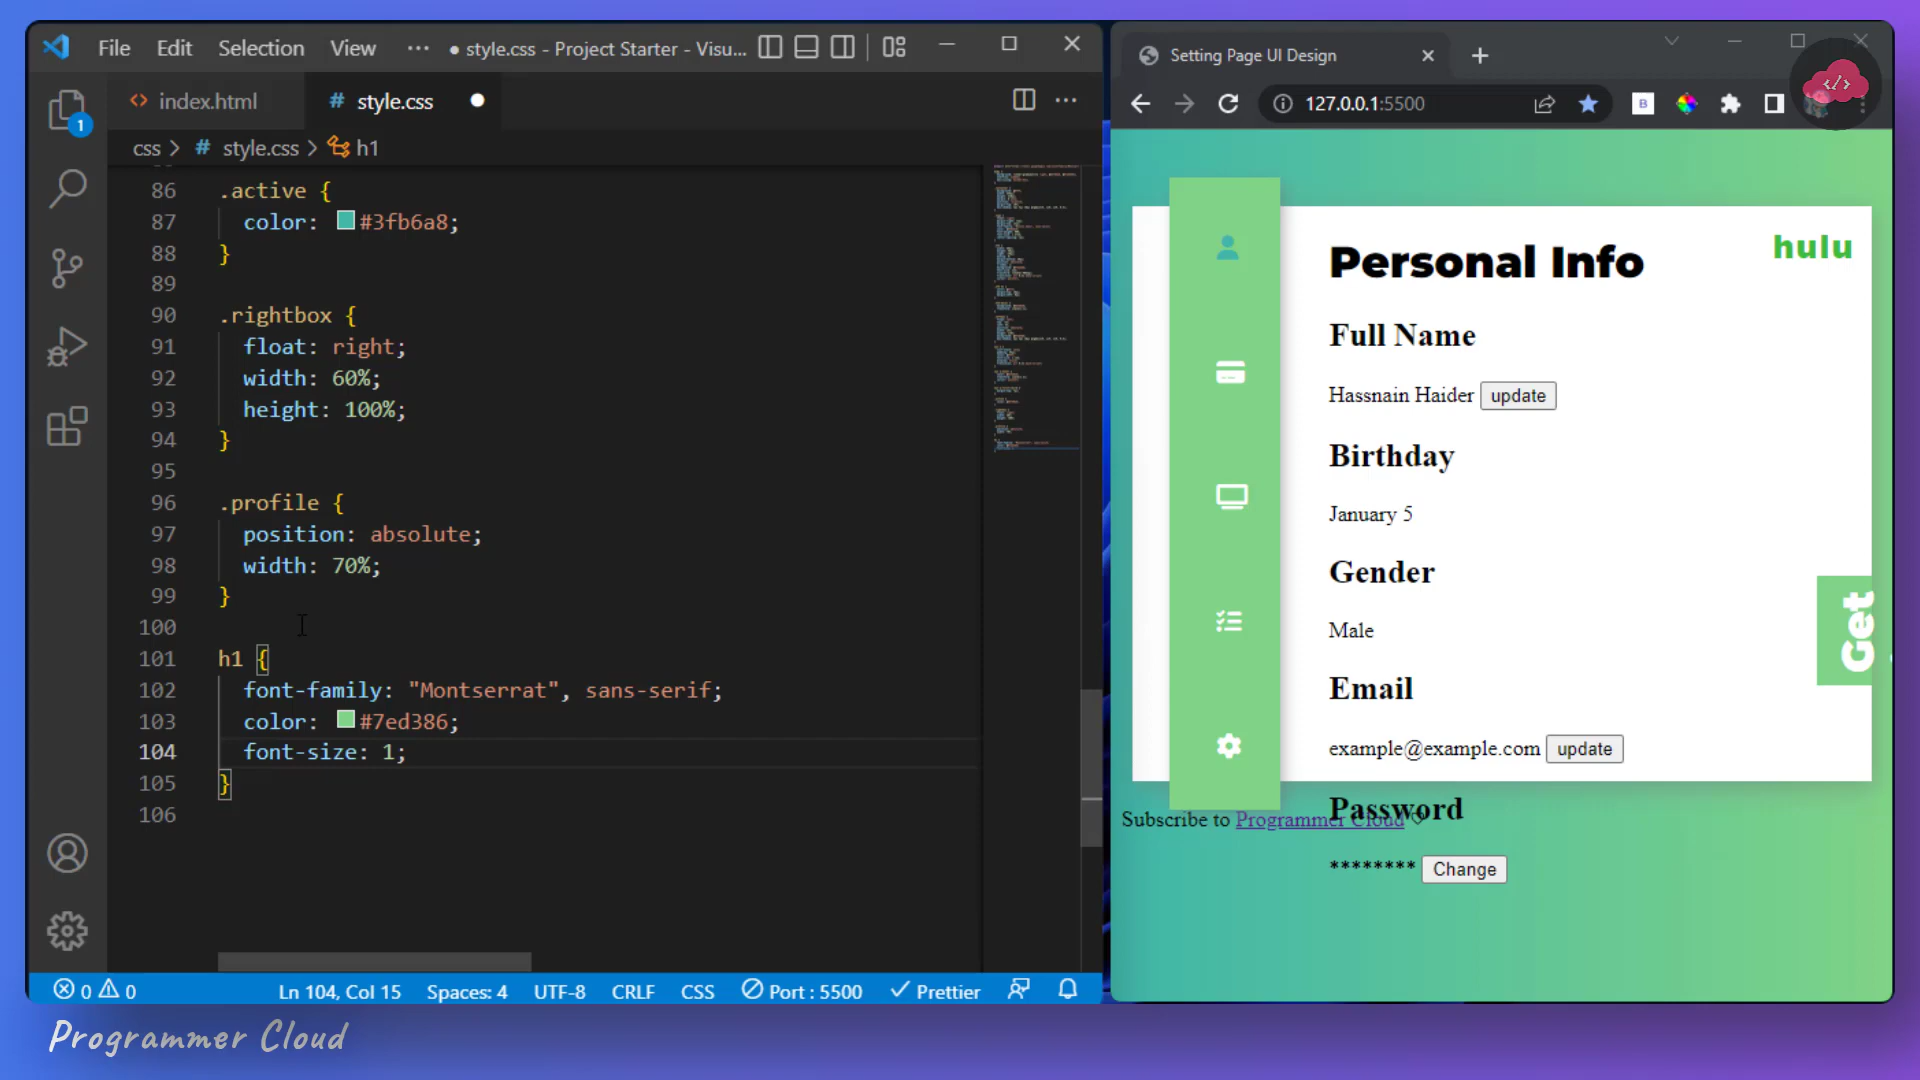 File Edit Selection View ··· ● style.css - Project Starter - Visu...
index.html
# style.css ●
css > # style.css > h1
86 .active {
87 color: #3fb6a8;
88 }
89
90 .rightbox {
91 float: right;
92 width: 60%;
93 height: 100%;
94 }
95
96 .profile {
97 position: absolute;
98 width: 70%;
99 }
100
101 h1 {
102 font-family: "Montserrat", sans-serif;
103 color: #7ed386;
104 font-size: 1;
105 }
106
1
0 0 Ln 104, Col 15 Spaces: 4 UTF-8 CRLF CSS Port : 5500 Prettier
Setting Page UI Design
127.0.0.1:5500
B
</>
Personal Info
hulu
Full Name
Hassnain Haider update
Birthday
January 5
Gender
Male
Get
Email
example@example.com update
Password
Subscribe to Programmer Cloud ♡
******** Change
Programmer Cloud